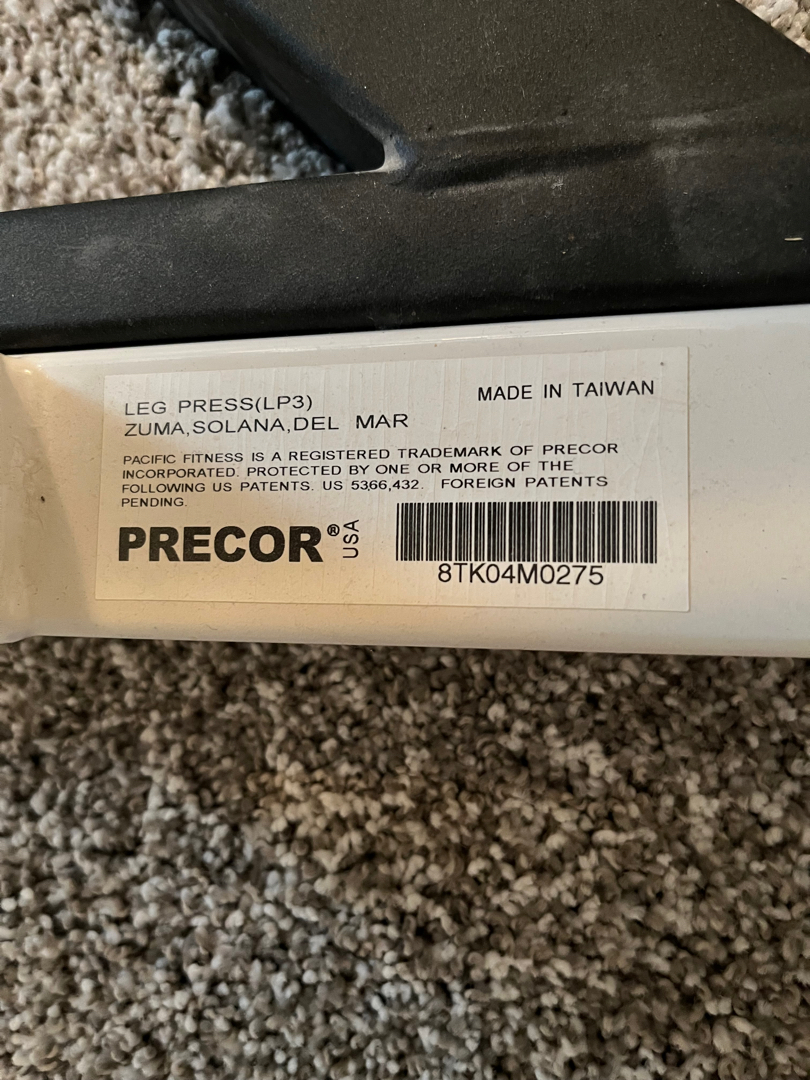 LEG PRESS(LP3)
MADE IN TAIWAN
ZUMA,SOLANA,DEL MAR
PACIFIC FITNESS IS A REGISTERED TRADEMARK OF PRECOR
INCORPORATED. PROTECTED BY ONE OR MORE OF THE
FOLLOWING US PATENTS. US 5366,432. FOREIGN PATENTS
PENDING.
PRECOR® USA
8TK04M0275